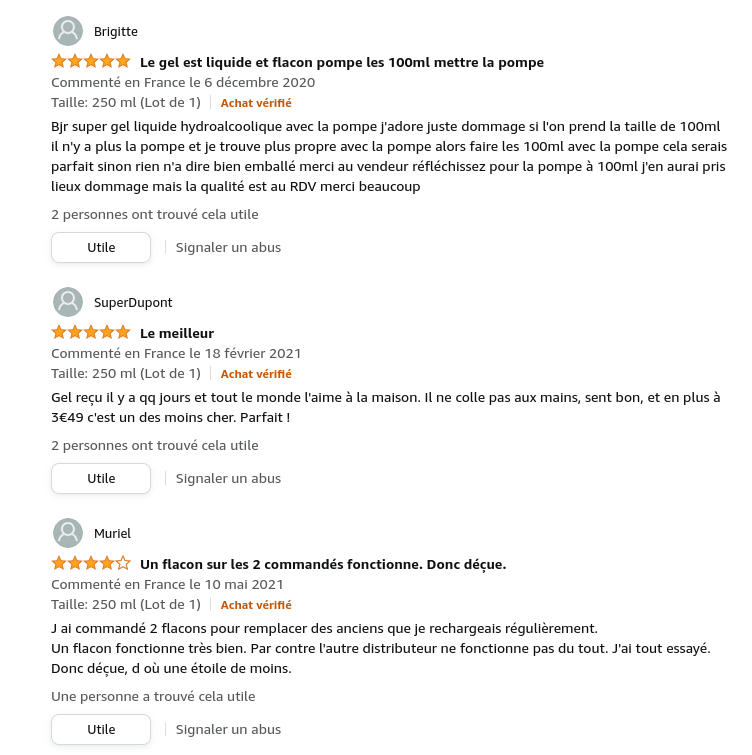 Brigitte
Le gel est liquide et flacon pompe les 100ml mettre la pompe
Commenté en France le 6 décembre 2020
Taille: 250 ml (Lot de 1) Achat vérifié
Bjr super gel liquide hydroalcoolique avec la pompe j'adore juste dommage si l'on prend la taille de 100ml
il n'y a plus la pompe et je trouve plus propre avec la pompe alors faire les 100ml avec la pompe cela serais
parfait sinon rien n'a dire bien emballé merci au vendeur réfléchissez pour la pompe à 100ml j'en aurai pris
lieux dommage mais la qualité est au RDV merci beaucoup
2 personnes ont trouvé cela utile
Utile Signaler un abus
SuperDupont
Le meilleur
Commenté en France le 18 février 2021
Taille: 250 ml (Lot de 1) Achat vérifié
Gel reçu il y a qq jours et tout le monde l'aime à la maison. Il ne colle pas aux mains, sent bon, et en plus à
3€49 c'est un des moins cher. Parfait !
2 personnes ont trouvé cela utile
Utile Signaler un abus
Muriel
Un flacon sur les 2 commandés fonctionne. Donc déçue.
Commenté en France le 10 mai 2021
Taille: 250 ml (Lot de 1) Achat vérifié
J ai commandé 2 flacons pour remplacer des anciens que je rechargeais régulièrement.
Un flacon fonctionne très bien. Par contre l'autre distributeur ne fonctionne pas du tout. J'ai tout essayé.
Donc déçue, d où une étoile de moins.
Une personne a trouvé cela utile
Utile Signaler un abus